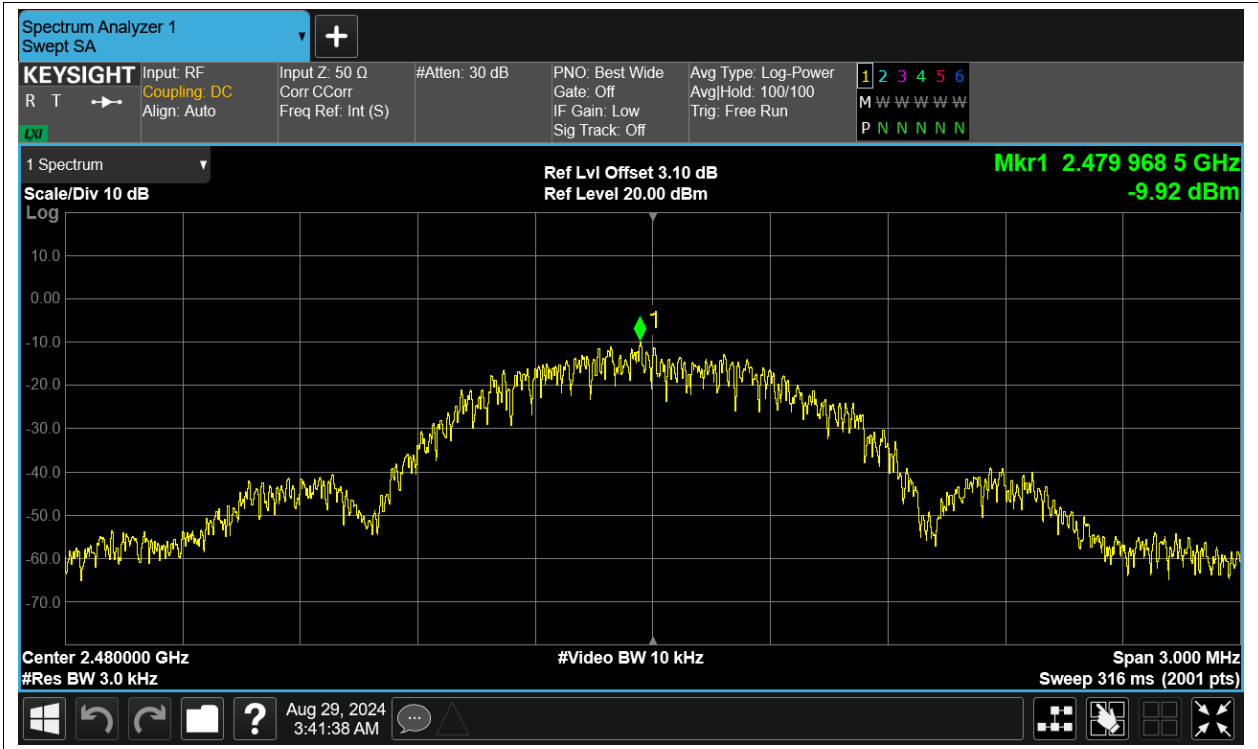 Spectrum Analyzer 1
Swept SA
KEYSIGHT
R T
LXI
Input: RF
Coupling: DC
Align: Auto
Input Z: 50 Ω
Corr CCorr
Freq Ref: Int (S)
#Atten: 30 dB
PNO: Best Wide
Gate: Off
IF Gain: Low
Sig Track: Off
Avg Type: Log-Power
Avg|Hold: 100/100
Trig: Free Run
1 2 3 4 5 6
M W W W W W W
P N N N N N
1 Spectrum
Scale/Div 10 dB
Log
Ref Lvl Offset 3.10 dB
Ref Level 20.00 dBm
Mkr1 2.479 968 5 GHz
-9.92 dBm
10.0
0.00
-10.0
-20.0
-30.0
-40.0
-50.0
-60.0
-70.0
1
Center 2.480000 GHz
#Res BW 3.0 kHz
#Video BW 10 kHz
Span 3.000 MHz
Sweep 316 ms (2001 pts)
?
Aug 29, 2024
3:41:38 AM